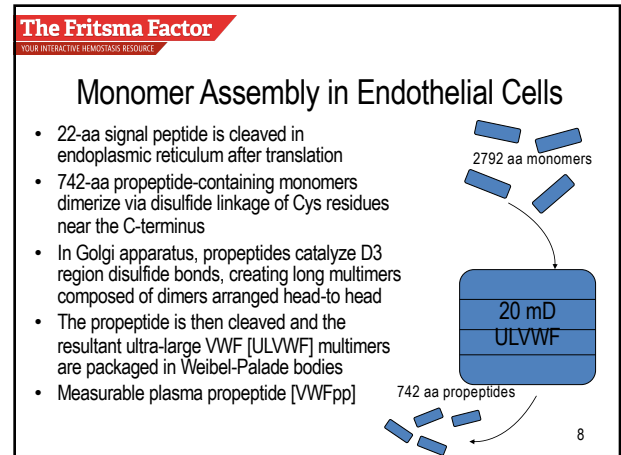 The Fritsma Factor
YOUR INTERACTIVE HEMOSTASIS RESOURCE
Monomer Assembly in Endothelial Cells
• 22-aa signal peptide is cleaved in
endoplasmic reticulum after translation
• 742-aa propeptide-containing monomers
dimerize via disulfide linkage of Cys residues
near the C-terminus
• In Golgi apparatus, propeptides catalyze D3
region disulfide bonds, creating long multimers
composed of dimers arranged head-to head
• The propeptide is then cleaved and the
resultant ultra-large VWF [ULVWF] multimers
are packaged in Weibel-Palade bodies
• Measurable plasma propeptide [VWFpp]
2792 aa monomers
20 mD
ULVWF
742 aa propeptides
8